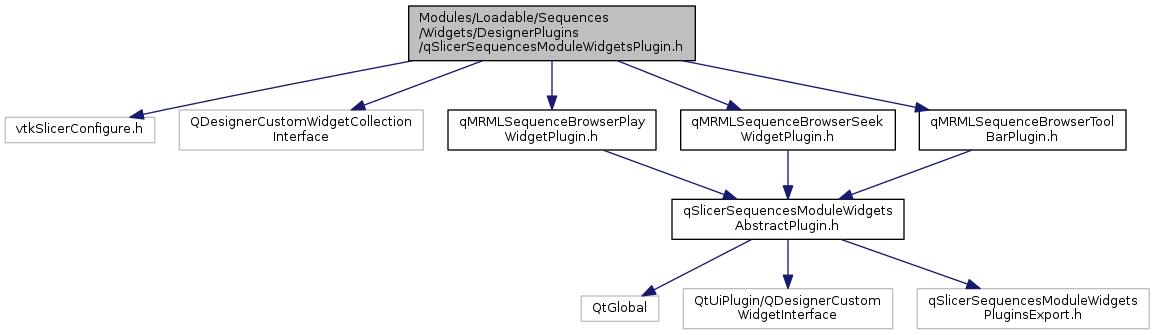 Modules/Loadable/Sequences
/Widgets/DesignerPlugins
/qSlicerSequencesModuleWidgetsPlugin.h
vtkSlicerConfigure.h
QDesignerCustomWidgetCollection
Interface
qMRMLSequenceBrowserPlay
WidgetPlugin.h
qMRMLSequenceBrowserSeek
WidgetPlugin.h
qMRMLSequenceBrowserTool
BarPlugin.h
qSlicerSequencesModuleWidgets
AbstractPlugin.h
QtGlobal
QtUiPlugin/QDesignerCustom
WidgetInterface
qSlicerSequencesModuleWidgets
PluginsExport.h